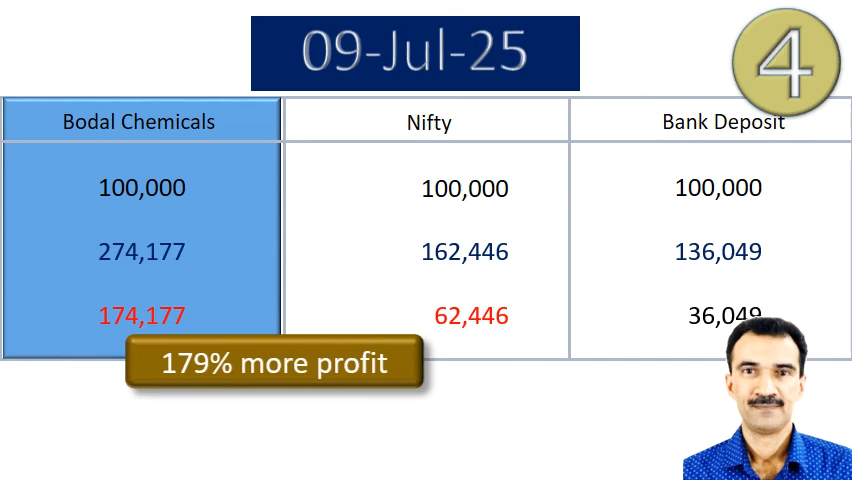 09-Jul-25
4
Bodal Chemicals Nifty Bank Deposit
100,000 100,000 100,000
274,177 162,446 136,049
174,177 62,446 36,049
179% more profit